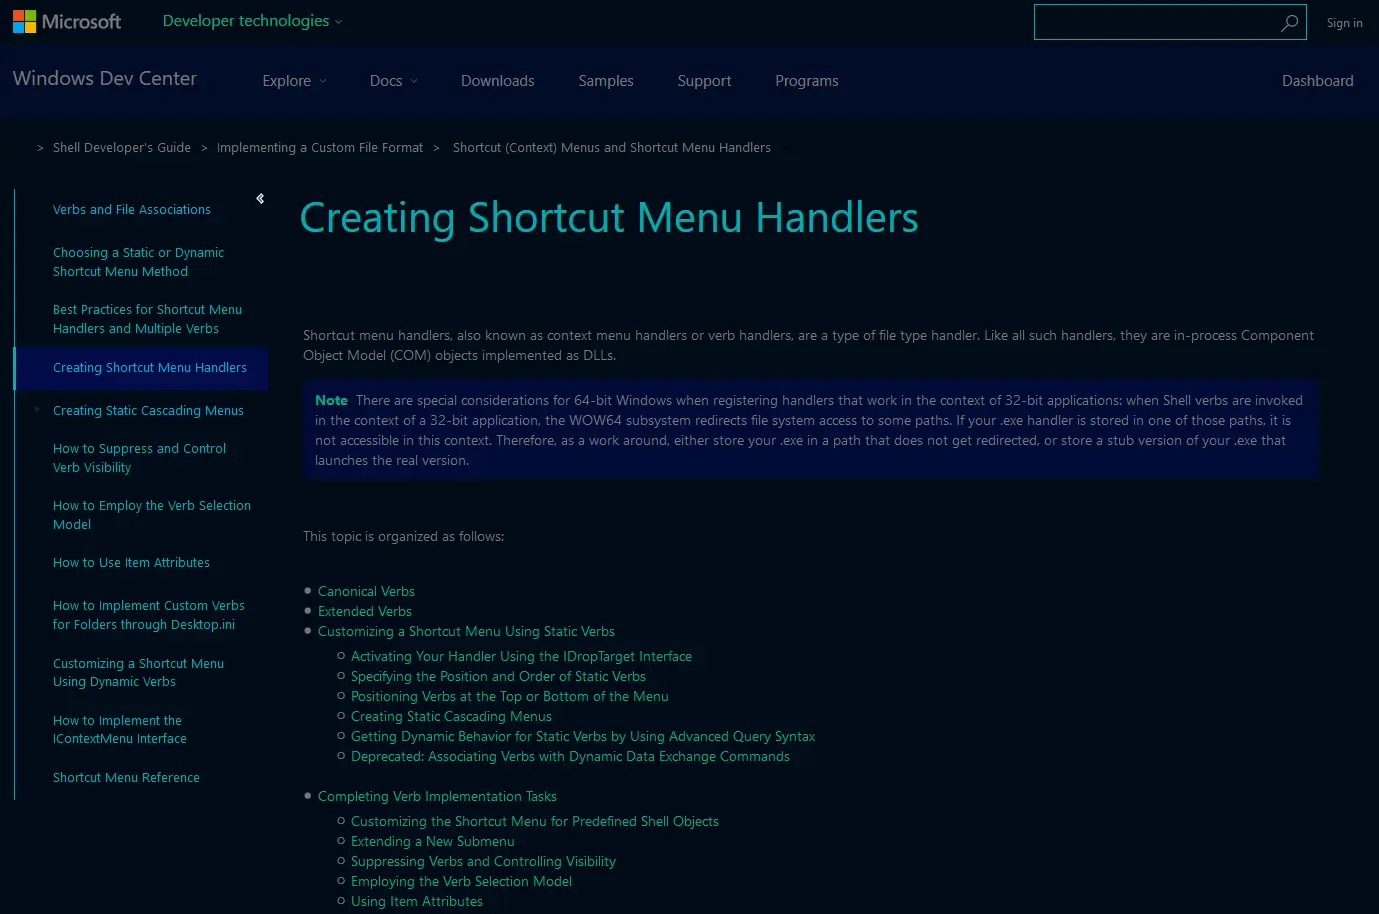 Microsoft
Developer technologies
Sign in
Windows Dev Center
Explore
Docs
Downloads
Samples
Support
Programs
Dashboard
> Shell Developer's Guide > Implementing a Custom File Format > Shortcut (Context) Menus and Shortcut Menu Handlers
Verbs and File Associations
Choosing a Static or Dynamic
Shortcut Menu Method
Best Practices for Shortcut Menu
Handlers and Multiple Verbs
Creating Shortcut Menu Handlers
Creating Static Cascading Menus
How to Suppress and Control
Verb Visibility
How to Employ the Verb Selection
Model
How to Use Item Attributes
How to Implement Custom Verbs
for Folders through Desktop.ini
Customizing a Shortcut Menu
Using Dynamic Verbs
How to Implement the
IContextMenu Interface
Shortcut Menu Reference
Creating Shortcut Menu Handlers
Shortcut menu handlers, also known as context menu handlers or verb handlers, are a type of file type handler. Like all such handlers, they are in-process Component
Object Model (COM) objects implemented as DLLs.
Note There are special considerations for 64-bit Windows when registering handlers that work in the context of 32-bit applications: when Shell verbs are invoked
in the context of a 32-bit application, the WOW64 subsystem redirects file system access to some paths. If your .exe handler is stored in one of those paths, it is
not accessible in this context. Therefore, as a work around, either store your .exe in a path that does not get redirected, or store a stub version of your .exe that
launches the real version.
This topic is organized as follows:
Canonical Verbs
Extended Verbs
Customizing a Shortcut Menu Using Static Verbs
Activating Your Handler Using the IDropTarget Interface
Specifying the Position and Order of Static Verbs
Positioning Verbs at the Top or Bottom of the Menu
Creating Static Cascading Menus
Getting Dynamic Behavior for Static Verbs by Using Advanced Query Syntax
Deprecated: Associating Verbs with Dynamic Data Exchange Commands
Completing Verb Implementation Tasks
Customizing the Shortcut Menu for Predefined Shell Objects
Extending a New Submenu
Suppressing Verbs and Controlling Visibility
Employing the Verb Selection Model
Using Item Attributes